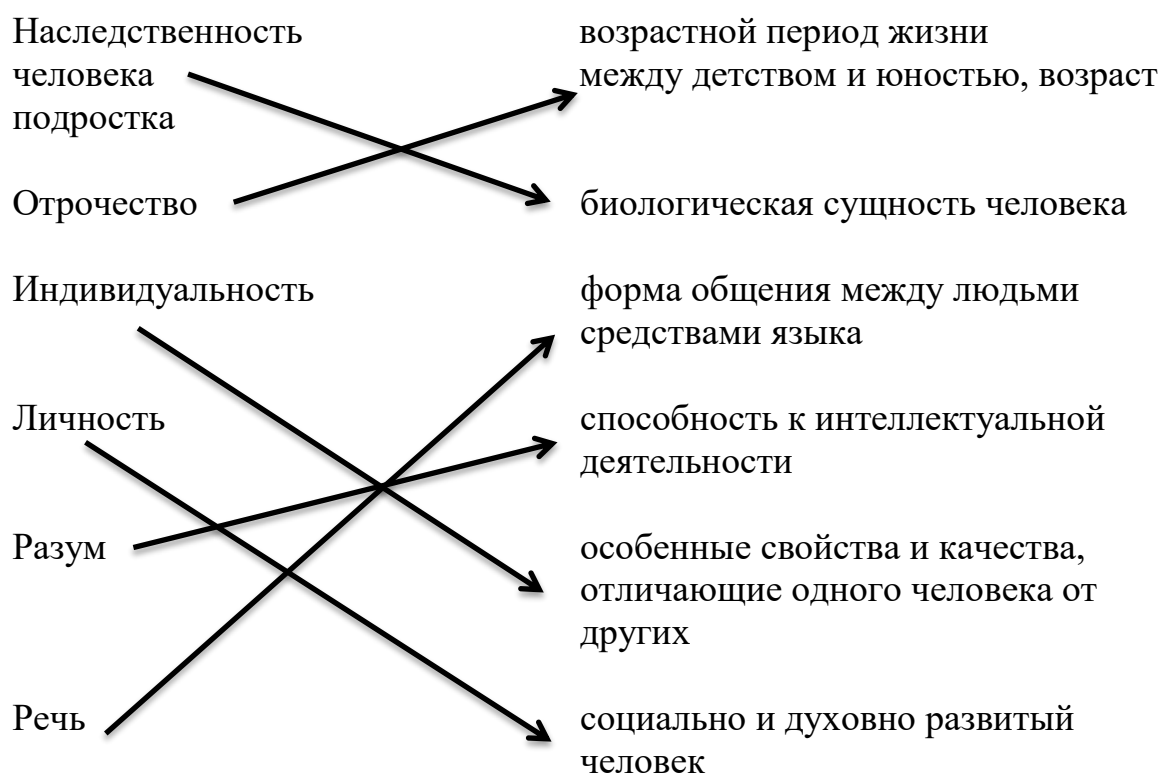 Наследственность
человека
подростка
возрастной период жизни
между детством и юностью, возраст
Отрочество
биологическая сущность человека
Индивидуальность
форма общения между людьми
средствами языка
Личность
способность к интеллектуальной
деятельности
Разум
особенные свойства и качества,
отличающие одного человека от
других
Речь
социально и духовно развитый
человек